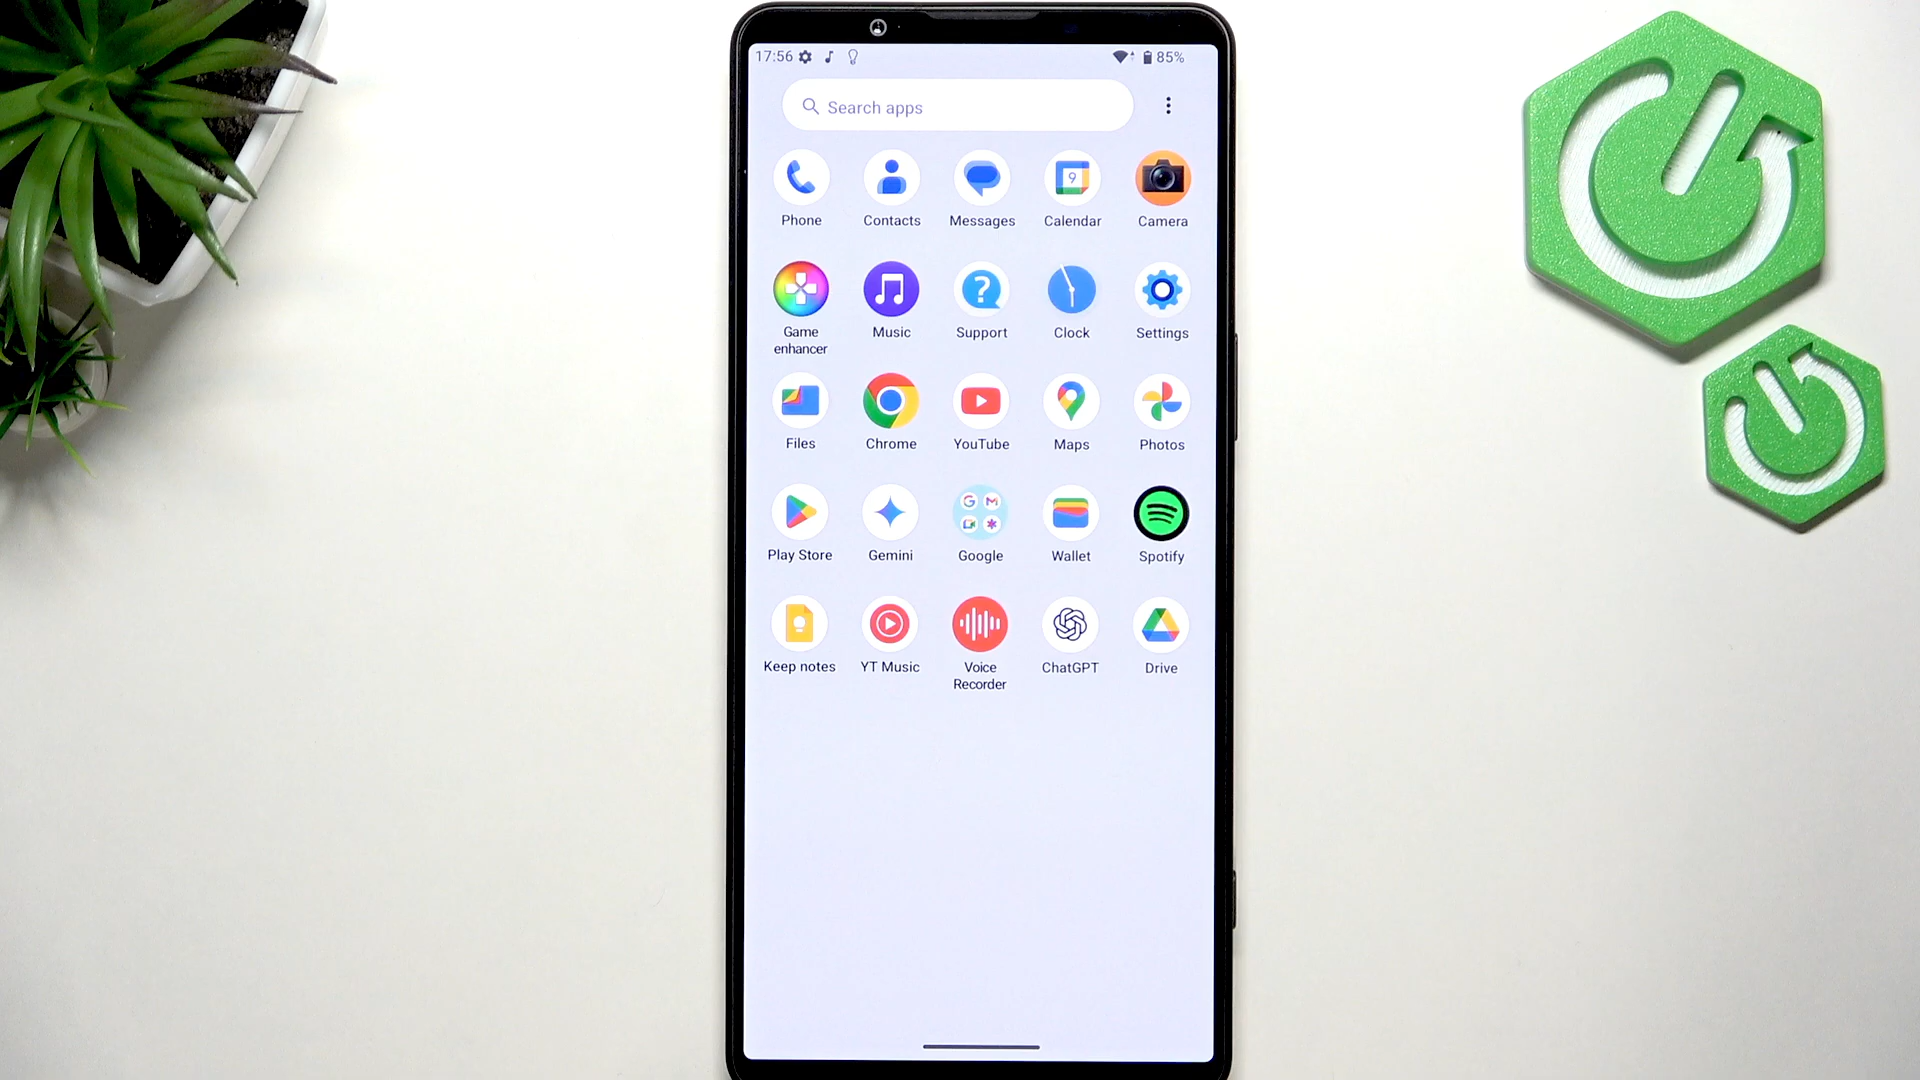 17:56
85%
Search apps
Phone
Contacts
Messages
9
Calendar
Camera
Game
enhancer
Music
?
Support
Clock
Settings
Files
Chrome
YouTube
Maps
Photos
Play Store
Gemini
G M
Google
Wallet
Spotify
Keep notes
YT Music
Voice
Recorder
ChatGPT
Drive